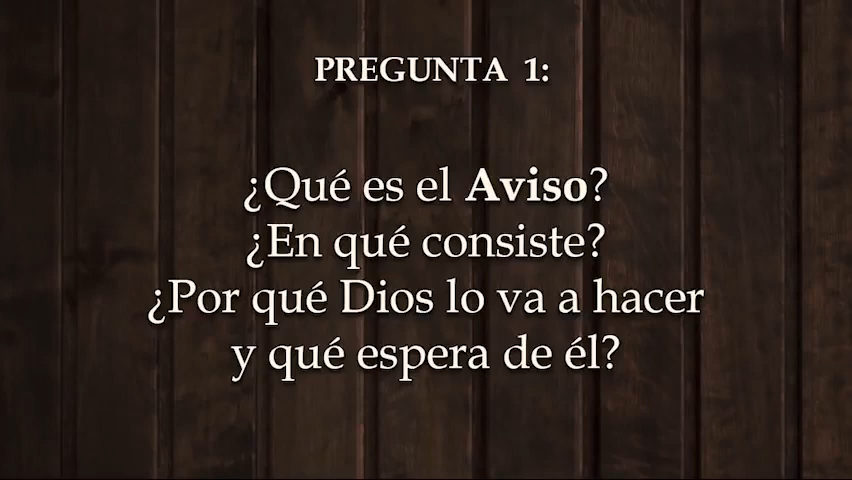 PREGUNTA 1:
¿Qué es el Aviso?
¿En qué consiste?
¿Por qué Dios lo va a hacer
y qué espera de él?